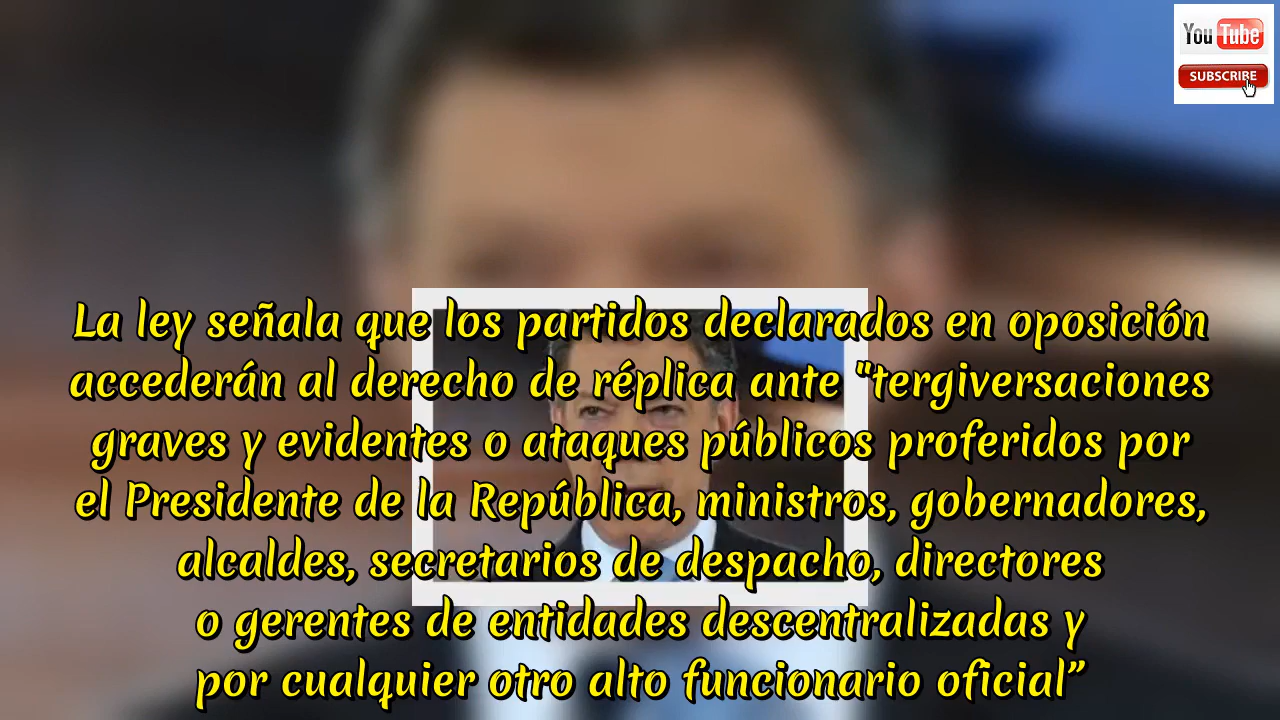 You Tube
SUBSCRIBE
La ley señala que los partidos declarados en oposición
accederán al derecho de réplica ante "tergiversaciones
graves y evidentes o ataques públicos proferidos por
el Presidente de la República, ministros, gobernadores,
alcaldes, secretarios de despacho, directores
o gerentes de entidades descentralizadas y
por cualquier otro alto funcionario oficial”